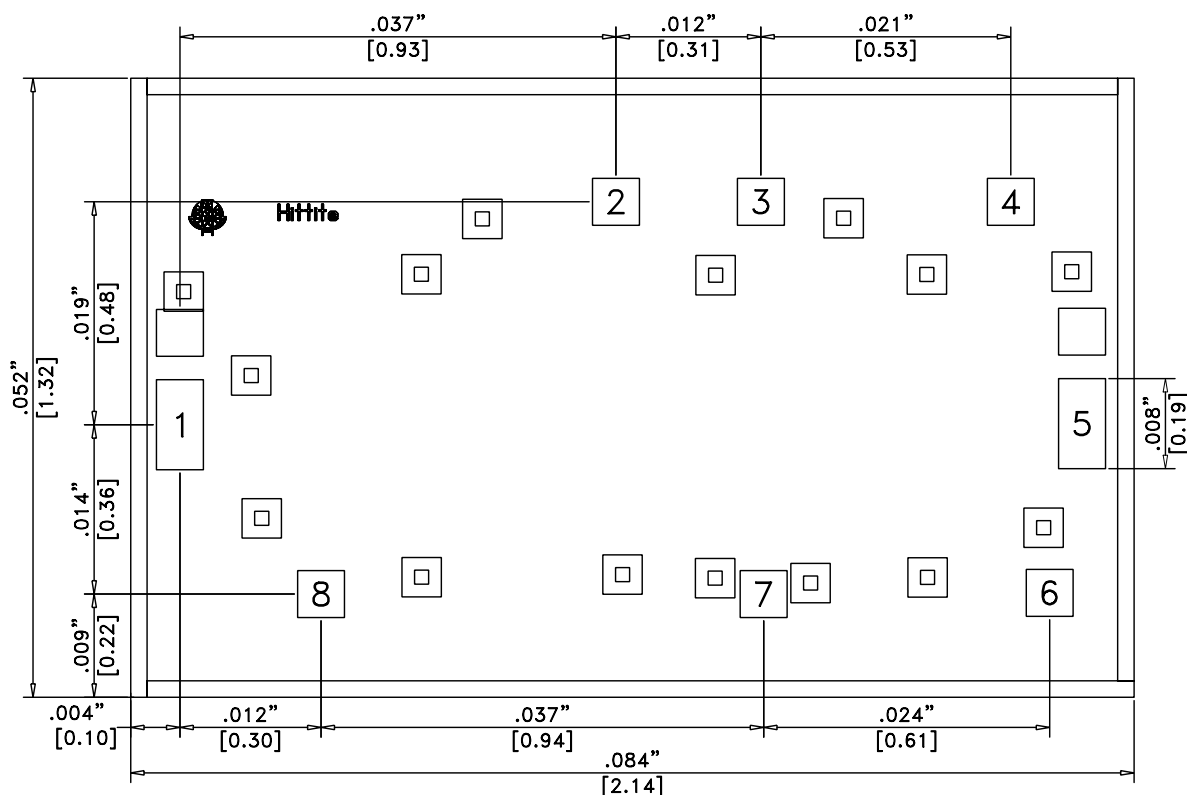 .037” .012” .021”
[0.93] [0.31] [0.53]
2 3 4
Hittite
.019”
[0.48]
.052”
[1.32]
1 5
.008”
[0.19]
.014”
[0.36]
8 7 6
.009”
[0.22]
.004” .012” .037” .024”
[0.10] [0.30] [0.94] [0.61]
.084”
[2.14]